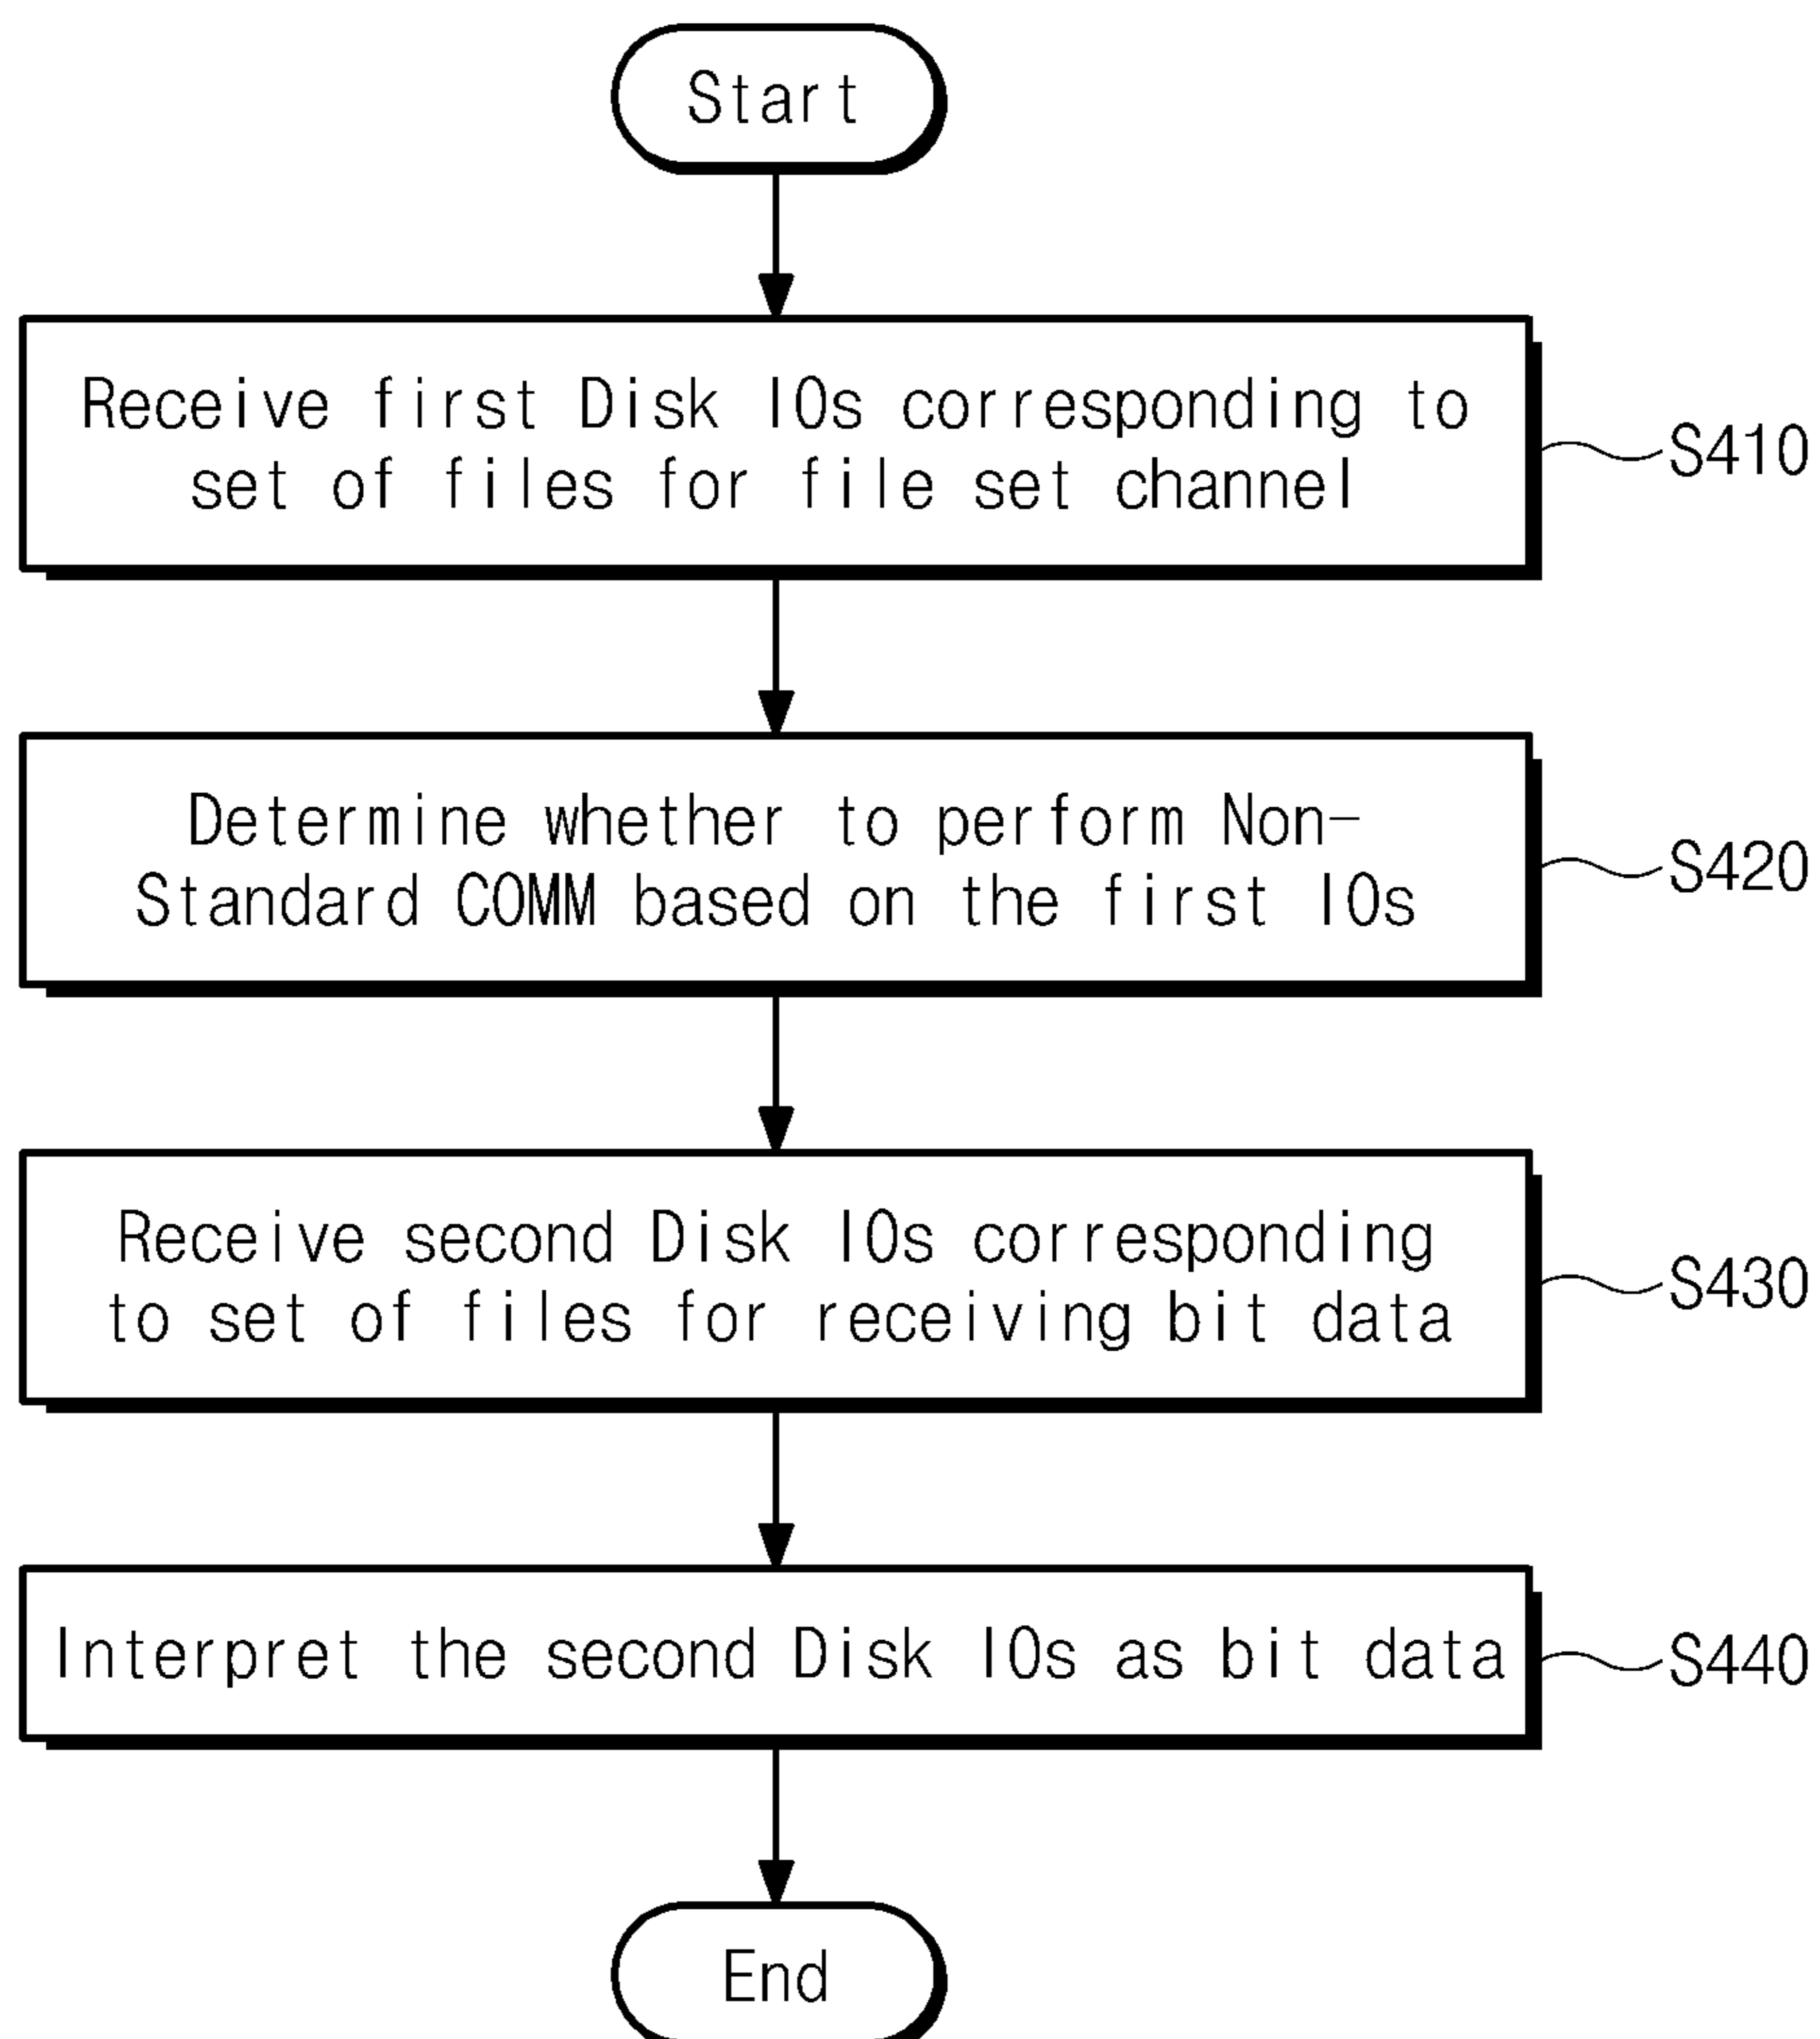 Start
Receive first Disk IOs corresponding to
set of files for file set channel
S410
Determine whether to perform Non-
Standard COMM based on the first IOs
S420
Receive second Disk IOs corresponding
to set of files for receiving bit data
S430
Interpret the second Disk IOs as bit data
S440
End